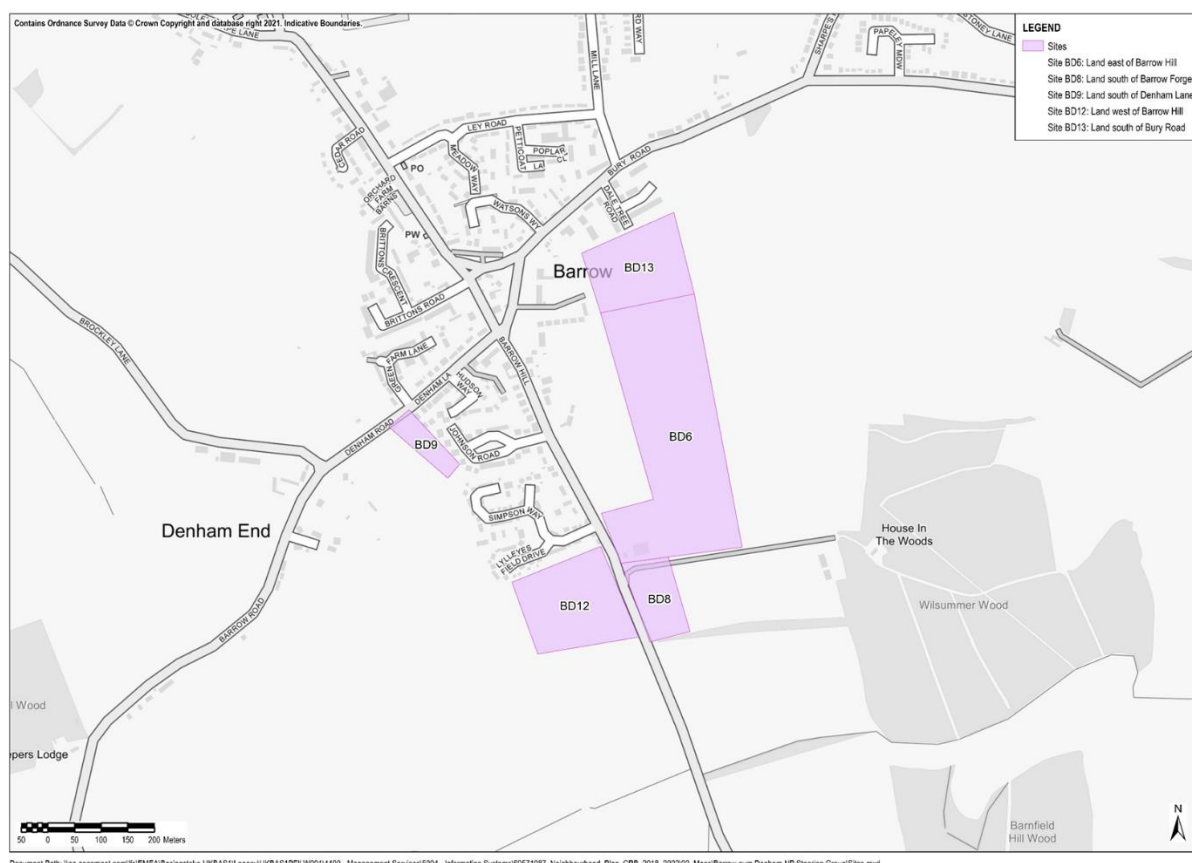 Contains Ordnance Survey Data © Crown Copyright and database right 2021. Indicative Boundaries.
LEGEND
Sites
Site BD6: Land east of Barrow Hill
Site BD8: Land south of Barrow Forge
Site BD9: Land south of Denham Lane
Site BD12: Land west of Barrow Hill
Site BD13: Land south of Bury Road
STONEY LANE
PAPELEY MDW
SHARPE'S
MILL LANE
LEY ROAD
CEDAR ROAD
PO
MEADOW WAY
PETTICOAT
LA
POPLAR
CL
BURY ROAD
ORCHARD
FARM
BARNS
WATSONS WY
DALE TREE
ROAD
PW
BRITTONS
CRESCENT
Barrow
BD13
BRITTONS ROAD
BROCKLEY LANE
GREEN FARM LANE
BARROW HILL
DENHAM LA
HUDSON
WAY
DENHAM ROAD
BD9
JOHNSON
ROAD
BD6
SIMPSON WAY
Denham End
House In
The Woods
LYLLEYES
FIELD DRIVE
BD12
BD8
Wilsummer Wood
BARROW ROAD
Wood
epers Lodge
Barnfield
Hill Wood
N
50 0 50 100 150 200 Meters